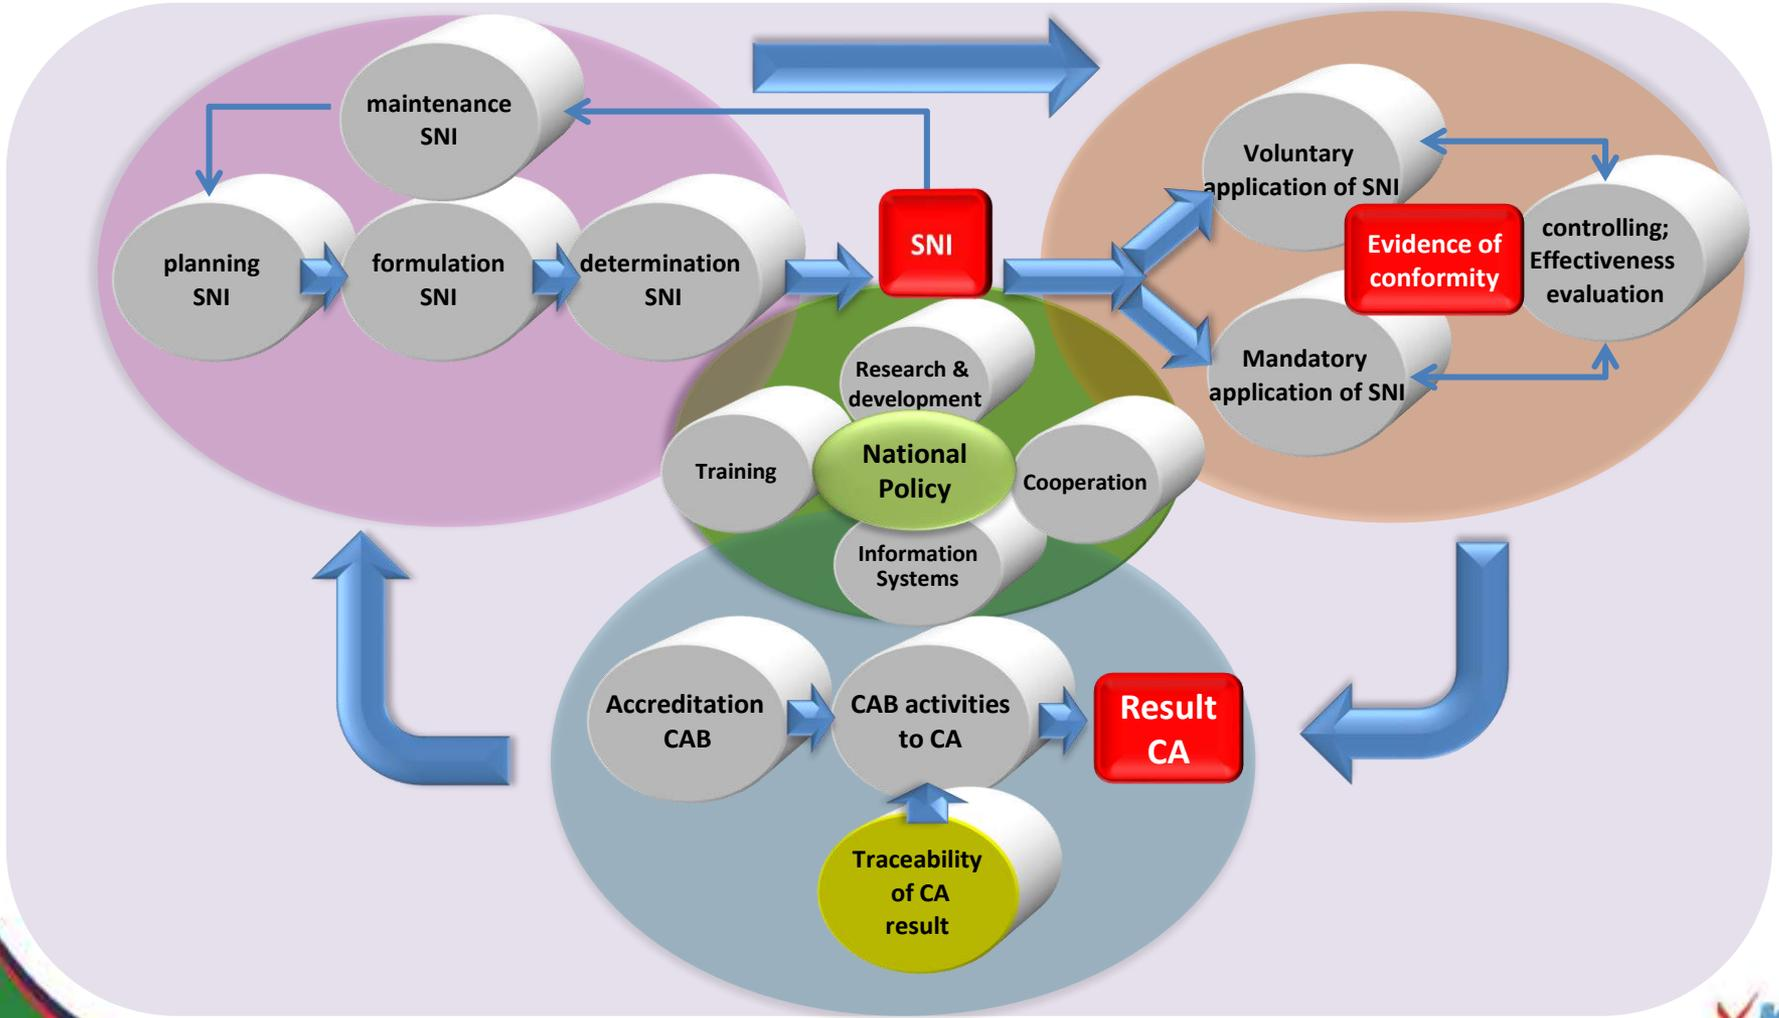 maintenance
SNI
planning
SNI
formulation
SNI
determination
SNI
SNI
Voluntary
application of SNI
Evidence of
conformity
controlling;
Effectiveness
evaluation
Mandatory
application of SNI
Research &
development
Training
National
Policy
Cooperation
Information
Systems
Accreditation
CAB
CAB activities
to CA
Result
CA
Traceability
of CA
result